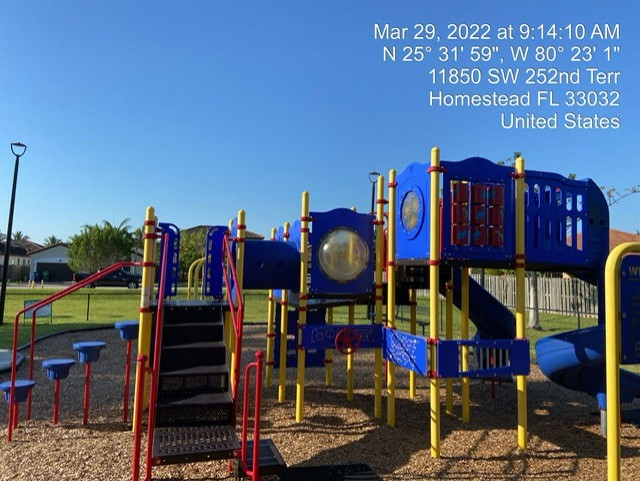 Mar 29, 2022 at 9:14:10 AM
N 25° 31' 59", W 80° 23' 1"
11850 SW 252nd Terr
Homestead FL 33032
United States